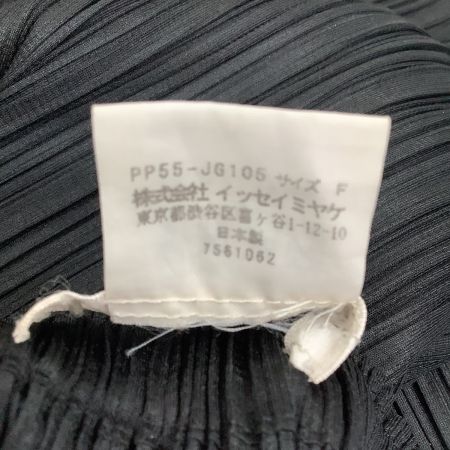 PP55-JG105 サイズ F
株式会社 イッセイミヤケ
東京都渋谷区富ヶ谷1-12-10
日本製
7561062